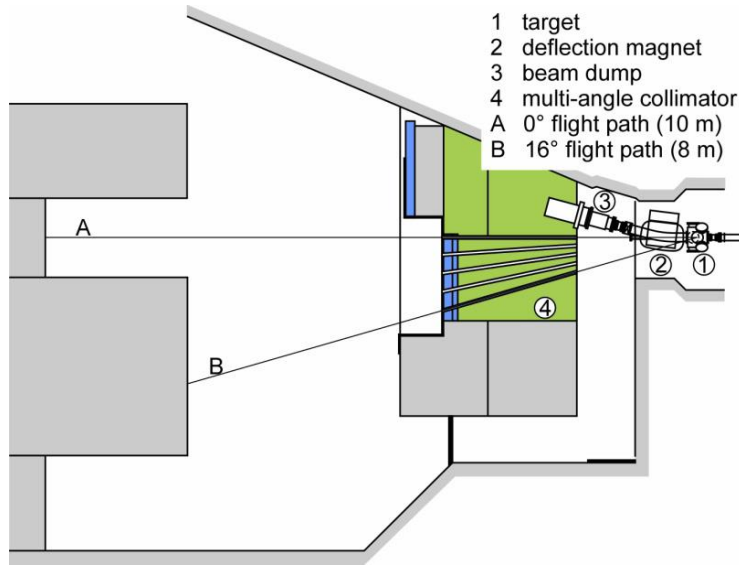 1 target
2 deflection magnet
3 beam dump
4 multi-angle collimator
A 0° flight path (10 m)
B 16° flight path (8 m)
3
A
2
1
4
B